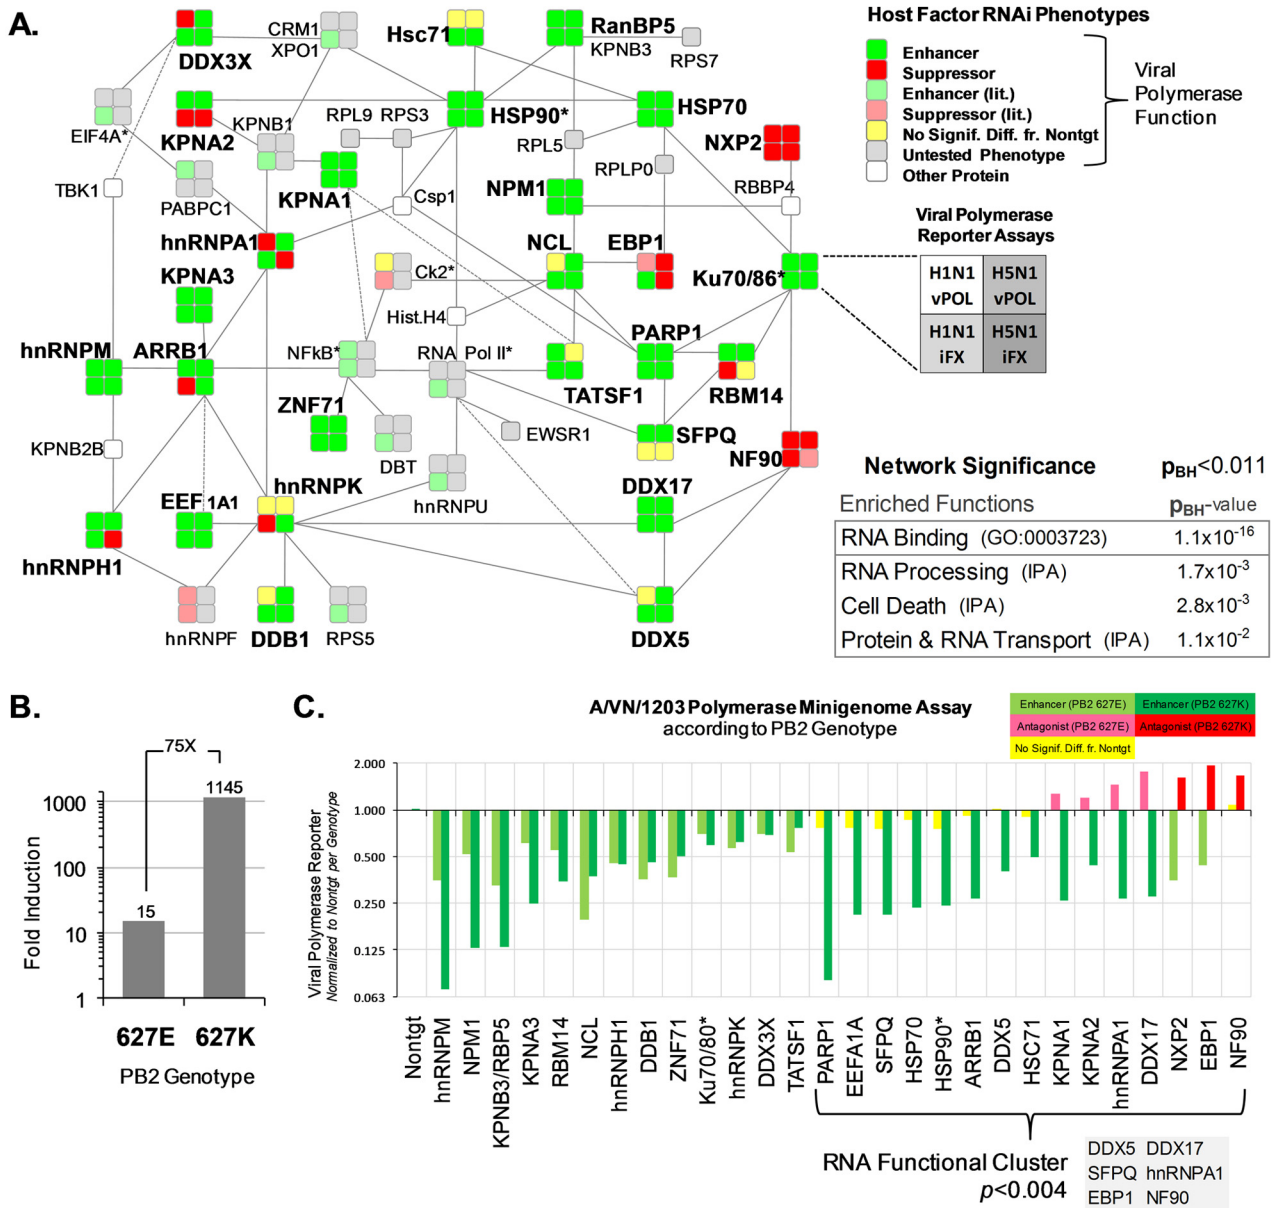 A.
DDX3X
CRM1
XPO1
Hsc71
RanBP5
KPNB3
RPS7
EIF4A*
KPNA2
KPNB1
RPL9 RPS3
HSP90*
HSP70
NXP2
RPL5
RPLP0
TBK1
PABPC1
KPNA1
Csp1
NPM1
RBBP4
hnRNPA1
NCL
EBP1
Ku70/86*
KPNA3
Ck2*
Hist.H4
PARP1
hnRNPM
ARRB1
NFkB*
RNA Pol II*
TATSF1
RBM14
ZNF71
DBT
EWSR1
SFPQ
NF90
KPNB2B
hnRNPK
hnRNPU
DDX17
EEF1A1
hnRNPH1
hnRNPF
DDB1
RPS5
DDX5
Host Factor RNAi Phenotypes
Enhancer
Suppressor
Enhancer (lit.)
Suppressor (lit.)
No Signif. Diff. fr. Nontgt
Untested Phenotype
Other Protein
Viral
Polymerase
Function
Viral Polymerase
Reporter Assays
H1N1 H5N1
vPOL vPOL
H1N1 H5N1
iFX iFX
Network Significance pBH<0.011
Enriched Functions pBH-value
RNA Binding (GO:0003723) 1.1x10-16
RNA Processing (IPA) 1.7x10-3
Cell Death (IPA) 2.8x10-3
Protein & RNA Transport (IPA) 1.1x10-2
B.
75X
1145
15
1000
100
10
1
Fold Induction
627E 627K
PB2 Genotype
C.
A/VN/1203 Polymerase Minigenome Assay
according to PB2 Genotype
Enhancer (PB2 627E) Enhancer (PB2 627K)
Antagonist (PB2 627E) Antagonist (PB2 627K)
No Signif. Diff. fr. Nontgt
Viral Polymerase Reporter
Normalized to Nontgt per Genotype
2.000
1.000
0.500
0.250
0.125
0.063
Nontgt
hnRNPM
NPM1
KPNB3/RBP5
KPNA3
RBM14
NCL
hnRNPH1
DDB1
ZNF71
Ku70/80*
hnRNPK
DDX3X
TATSF1
PARP1
EEFA1A
SFPQ
HSP70
HSP90*
ARRB1
DDX5
HSC71
KPNA1
KPNA2
hnRNPA1
DDX17
NXP2
EBP1
NF90
RNA Functional Cluster
p<0.004
DDX5 DDX17
SFPQ hnRNPA1
EBP1 NF90